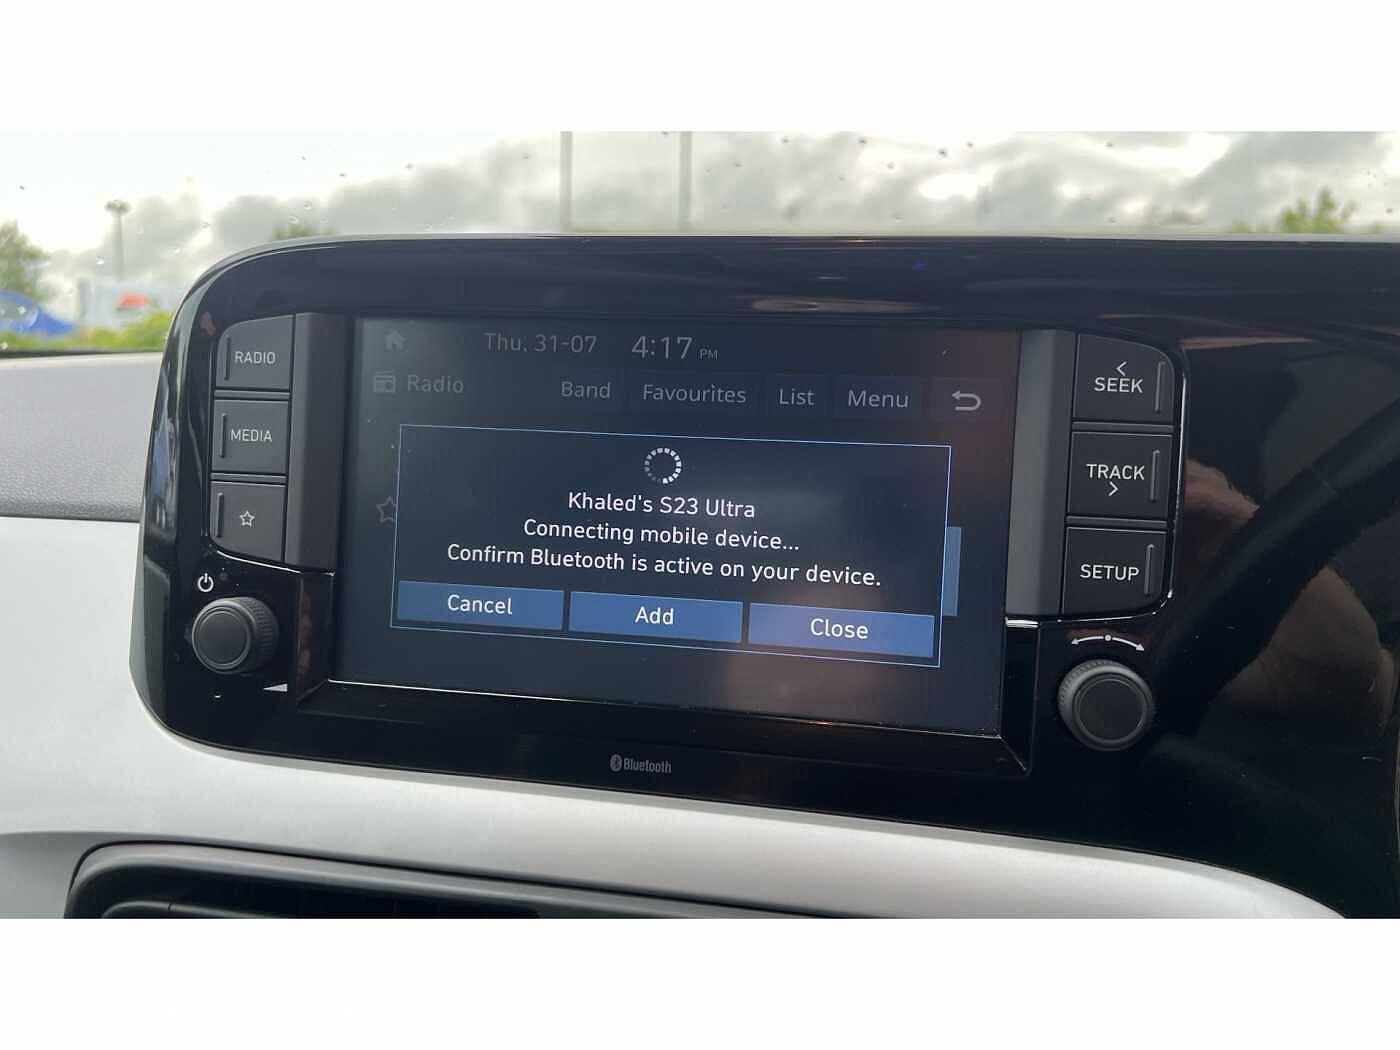 Thu, 31-07 4:17 PM
Radio Band Favourites List Menu
Khaled's S23 Ultra
Connecting mobile device...
Confirm Bluetooth is active on your device.
Cancel Add Close
RADIO
MEDIA
SEEK
TRACK
SETUP
Bluetooth